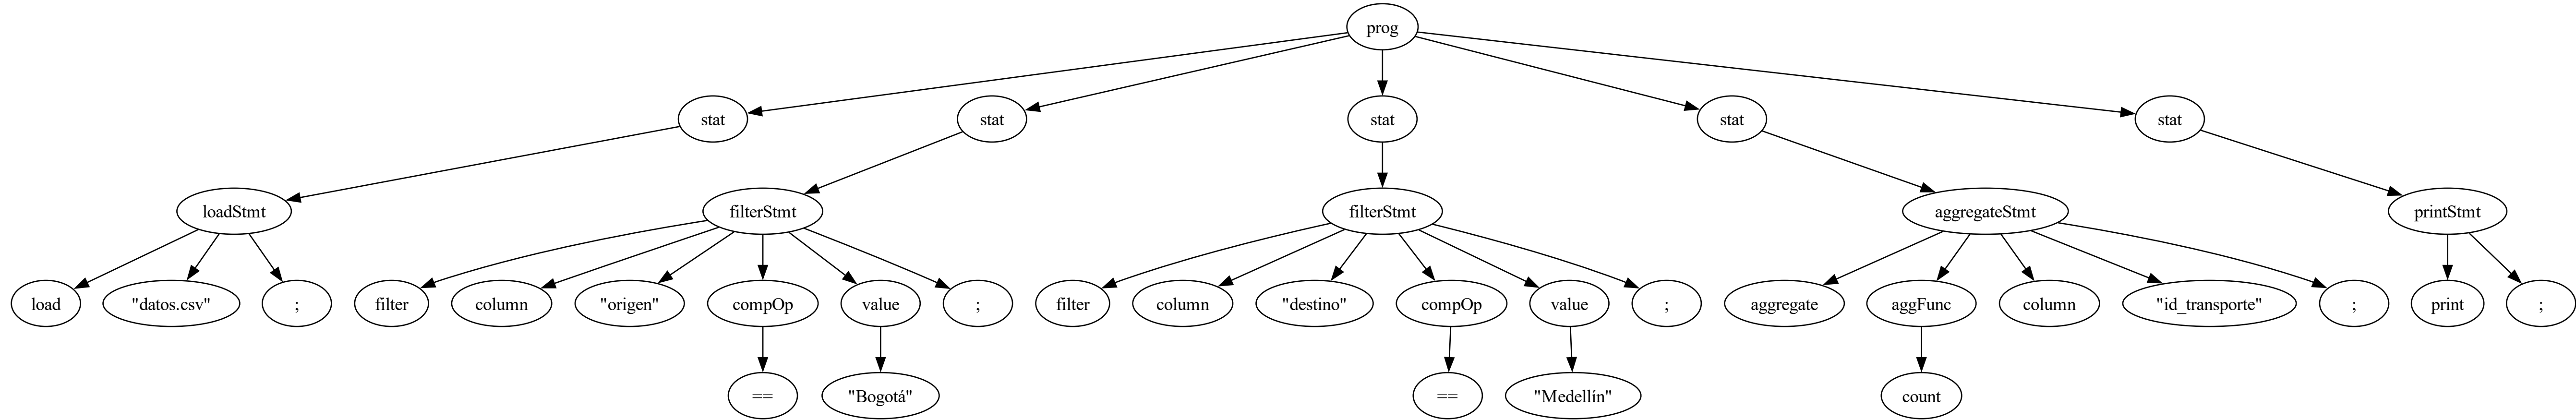 prog
stat stat stat stat stat
loadStmt filterStmt filterStmt aggregateStmt printStmt
load "datos.csv" ; filter column "origen" compOp value ; filter column "destino" compOp value ; aggregate aggFunc column "id_transporte" ; print ;
== "Bogotá" == "Medellín" count